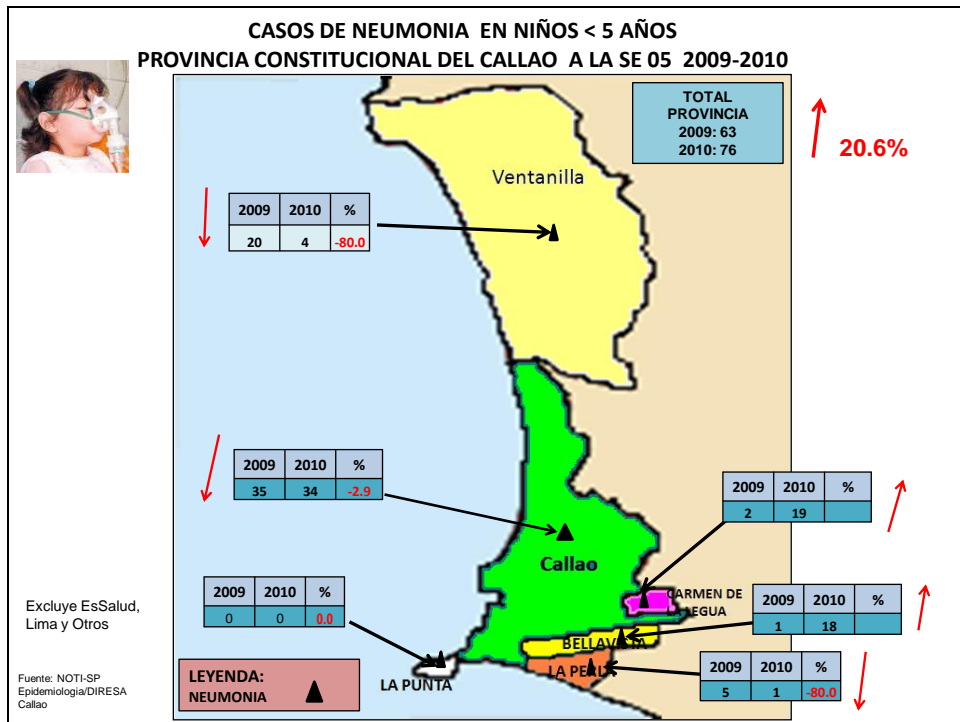 CASOS DE NEUMONIA EN NIÑOS < 5 AÑOS
PROVINCIA CONSTITUCIONAL DEL CALLAO A LA SE 05 2009-2010
TOTAL
PROVINCIA
2009: 63
2010: 76
20.6%
Ventanilla
2009 2010 %
20 4 -80.0
2009 2010 %
35 34 -2.9
Callao
2009 2010 %
2 19
CARMEN DE
LEGUA
2009 2010 %
0 0 0.0
2009 2010 %
1 18
BELLAVISTA
LA PERLA
2009 2010 %
5 1 -80.0
LA PUNTA
Excluye EsSalud,
Lima y Otros
LEYENDA:
NEUMONIA
Fuente: NOTI-SP
Epidemiologia/DIRESA
Callao